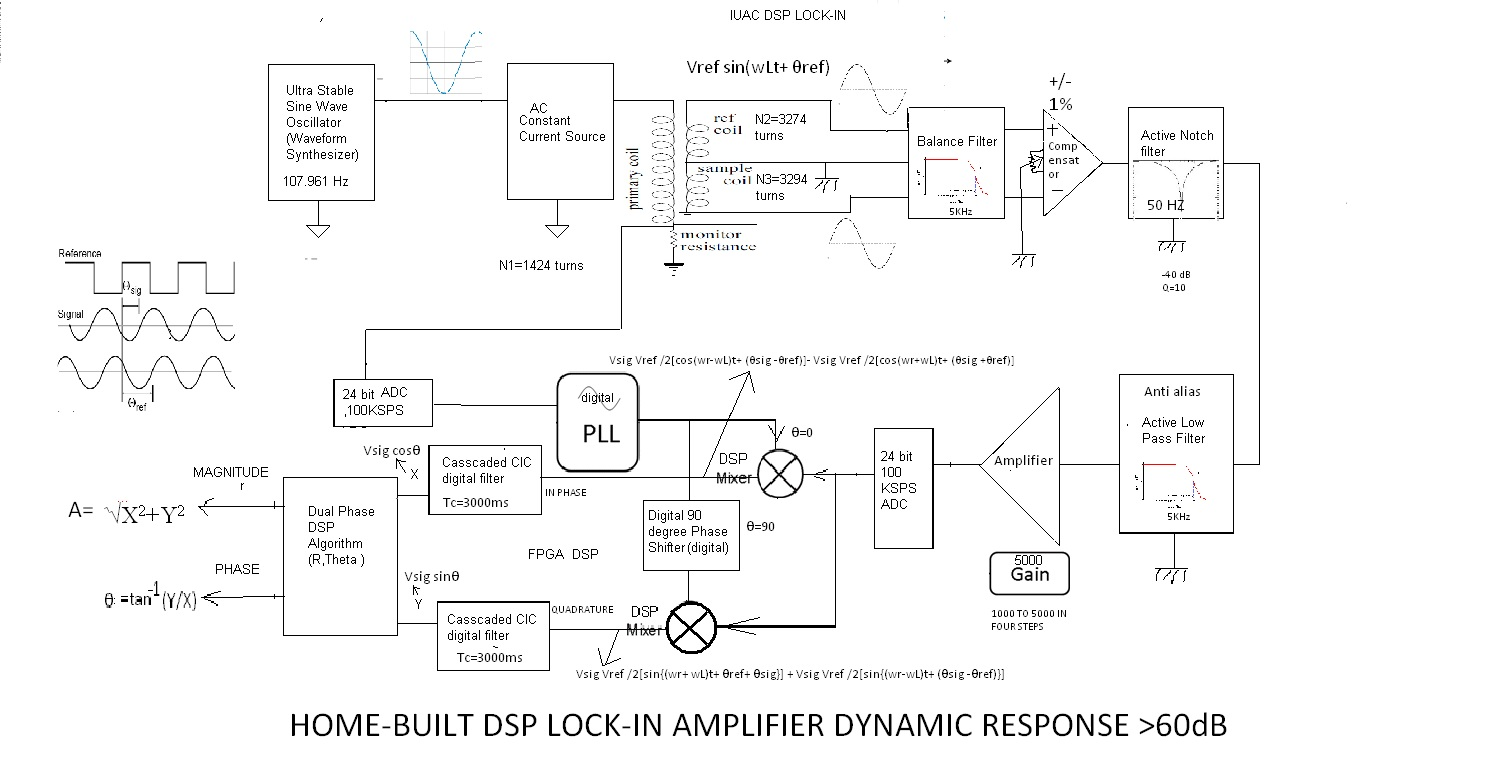 IUAC DSP LOCK-IN
Ultra Stable
Sine Wave
Oscillator
(Waveform
Synthesizer)
107.961 Hz
AC
Constant
Current Source
Vref sin(wLt+ θref)
primary coil
ref
coil
N2=3274
turns
sample
coil
N3=3294
turns
monitor
resistance
N1=1424 turns
Balance Filter
5KHz
+/-
1%
+
Comp
ensat
or
−
Active Notch
filter
50 HZ
-40 dB
Q=10
Reference
Θsig
Signal
Θref
Vsig Vref /2[cos(wr-wL)t+ (θsig -θref)]- Vsig Vref /2[cos(wr+wL)t+ (θsig +θref)]
24 bit ADC
,100KSPS
digital
PLL
θ=0
DSP
Mixer
24 bit
100
KSPS
ADC
Amplifier
Anti alias
Active Low
Pass Filter
5KHz
5000
Gain
1000 TO 5000 IN
FOUR STEPS
Vsig cosθ
X
Casscaded CIC
digital filter
Tc=3000ms
IN PHASE
MAGNITUDE
r
A= √X²+Y²
Dual Phase
DSP
Algorithm
(R,Theta )
Digital 90
degree Phase
Shifter(digital)
θ=90
FPGA DSP
PHASE
θ: =tan⁻¹(Y/X)
Vsig sinθ
Y
Casscaded CIC
digital filter
~
Tc=3000ms
QUADRATURE
DSP
Mixer
Vsig Vref /2[sin{(wr+ wL)t+ θref+ θsig}] + Vsig Vref /2[sin{(wr-wL)t+ (θsig -θref)}]
HOME-BUILT DSP LOCK-IN AMPLIFIER DYNAMIC RESPONSE >60dB